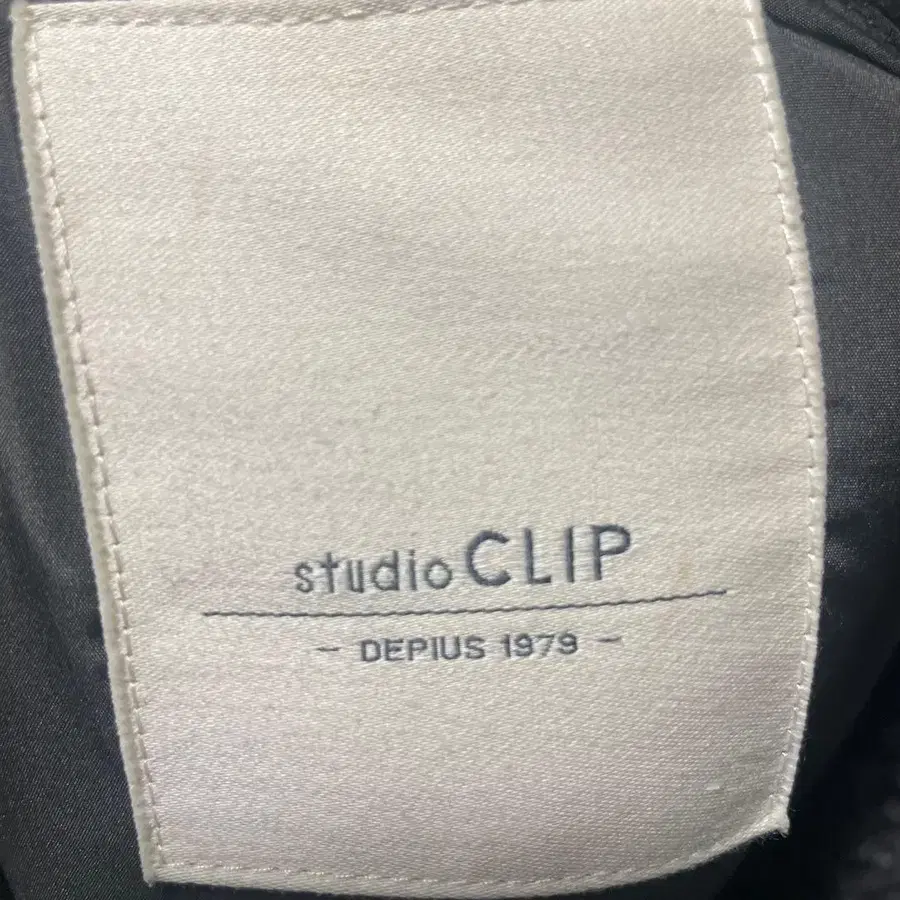 studio CLIP
- DEPIUS 1979 -